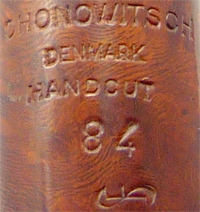 CHONOWITSCH
DENMARK
HANDCUT
84